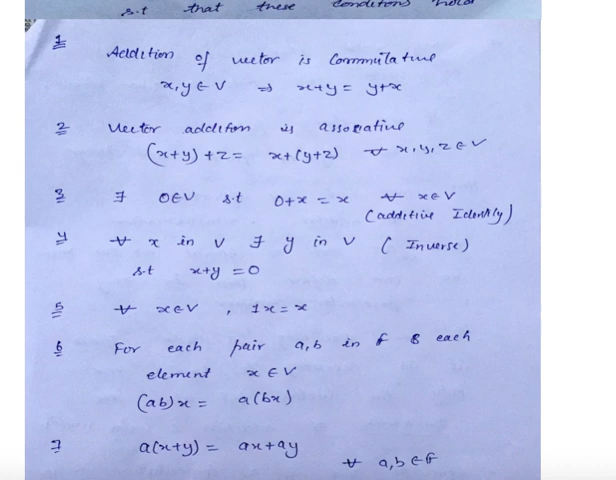 s.t that these conditions hold
1 Addition of vector is Commulative
x,y ∈ V ⇒ x+y = y+x
2 Vector addition is associative
(x+y)+z = x+(y+z) ∀ x,y,z ∈ V
3 ∃ 0∈V s.t 0+x = x ∀ x∈V
(additive Identity)
4 ∀ x in V ∃ y in V (Inverse)
s.t x+y = 0
5 ∀ x∈V , 1x = x
6 For each pair a,b in F & each
element x ∈ V
(ab)x = a(bx)
7 a(x+y) = ax+ay
∀ a,b ∈ F